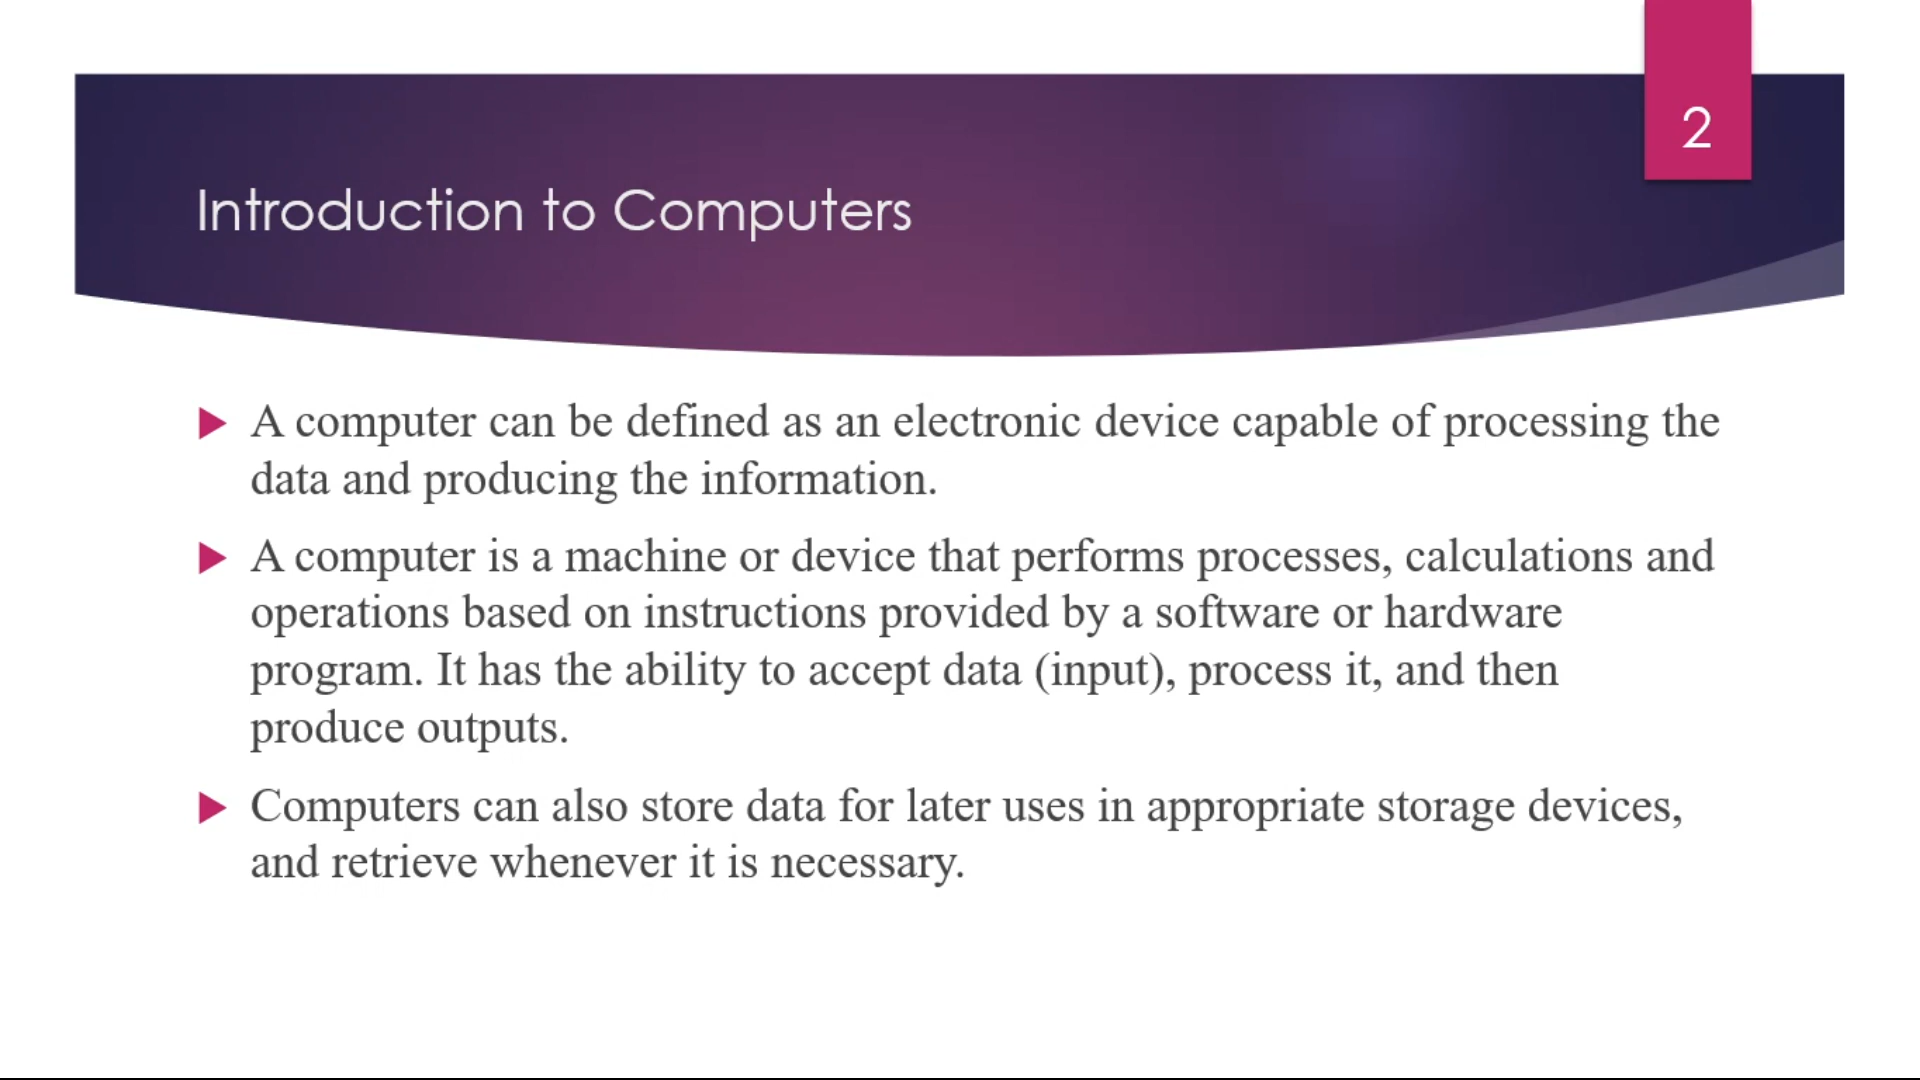 2
Introduction to Computers
A computer can be defined as an electronic device capable of processing the
data and producing the information.
A computer is a machine or device that performs processes, calculations and
operations based on instructions provided by a software or hardware
program. It has the ability to accept data (input), process it, and then
produce outputs.
Computers can also store data for later uses in appropriate storage devices,
and retrieve whenever it is necessary.